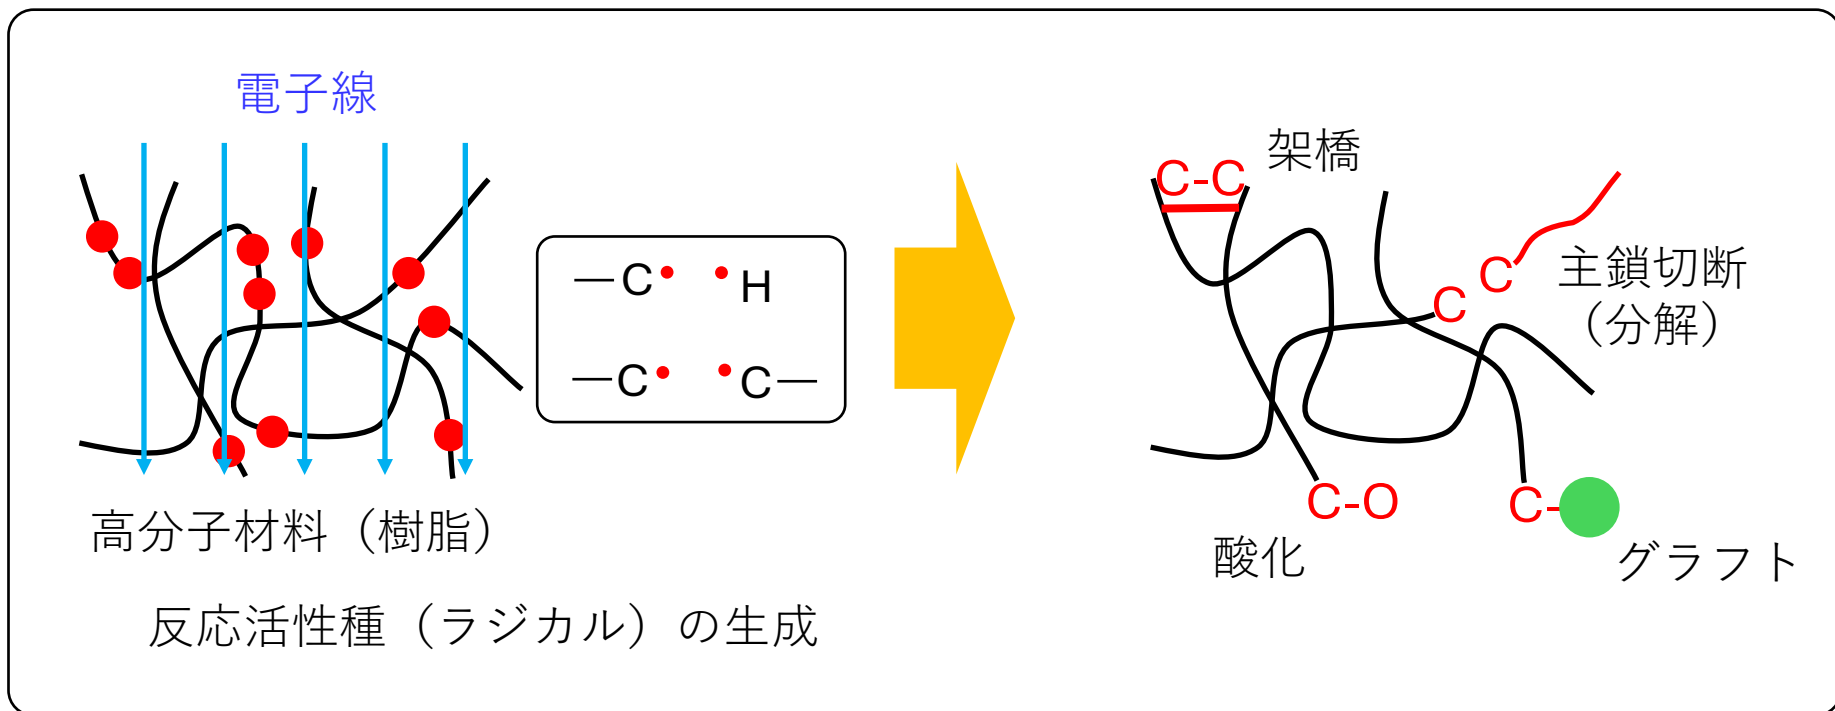 電子線
—C• •H
—C• •C—
高分子材料（樹脂）
反応活性種（ラジカル）の生成
C-C
架橋
C
C
主鎖切断
（分解）
C-O
酸化
C-
グラフト